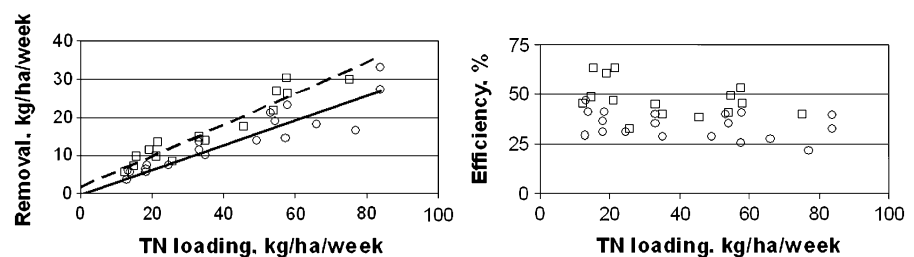 Removal. kg/ha/week
40
30
20
10
0
0 20 40 60 80 100
TN loading, kg/ha/week
Efficiency, %
75
50
25
0
0 20 40 60 80 100
TN loading, kg/ha/week